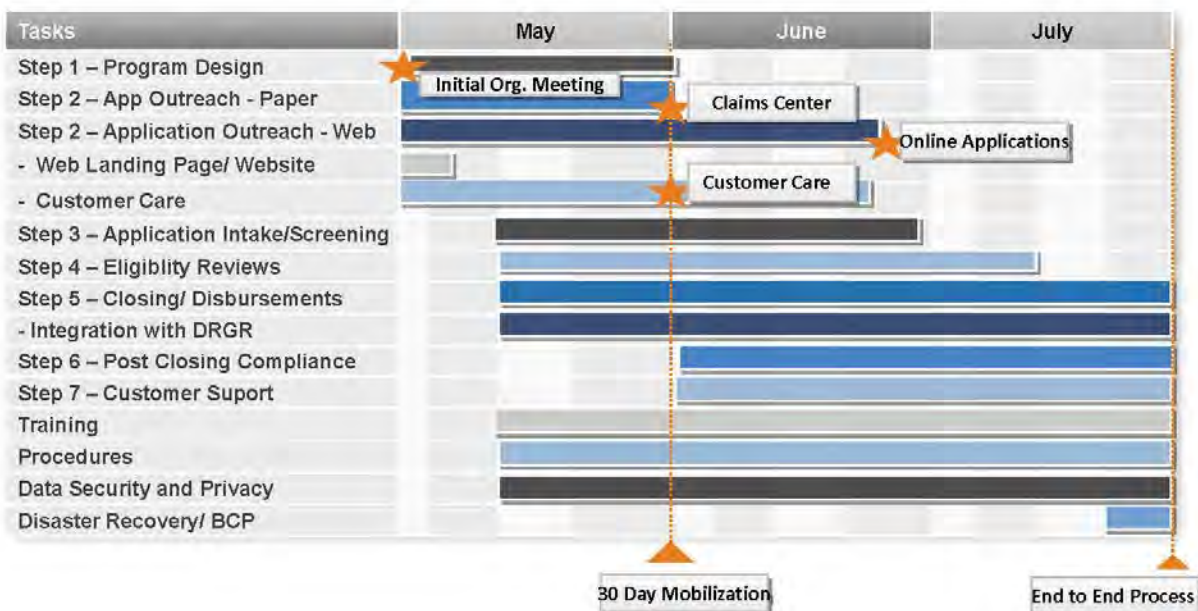 Tasks May June July
Step 1 – Program Design
Initial Org. Meeting
Step 2 – App Outreach - Paper
Claims Center
Step 2 – Application Outreach - Web
Online Applications
- Web Landing Page/ Website
Customer Care
- Customer Care
Step 3 – Application Intake/Screening
Step 4 – Eligiblity Reviews
Step 5 – Closing/ Disbursements
- Integration with DRGR
Step 6 – Post Closing Compliance
Step 7 – Customer Suport
Training
Procedures
Data Security and Privacy
Disaster Recovery/ BCP
30 Day Mobilization End to End Process